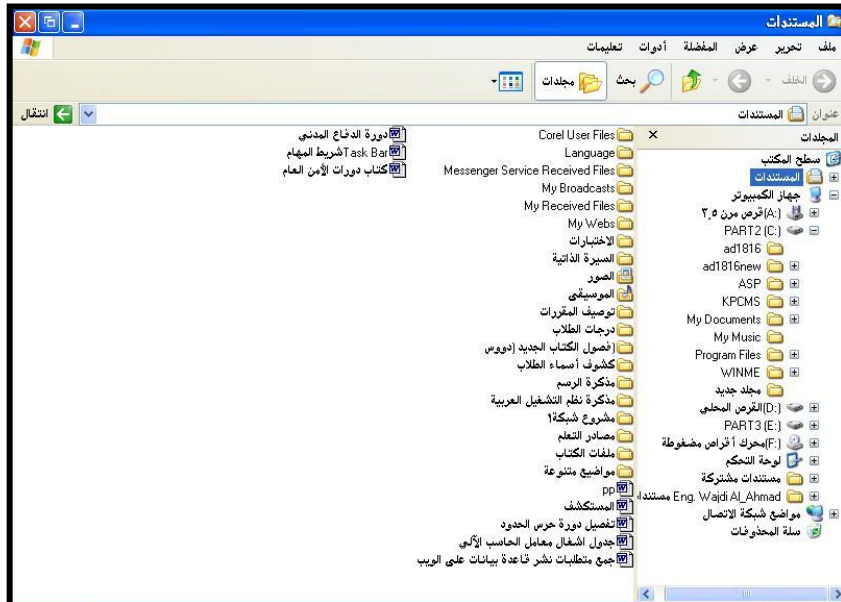 المستندات
ملف تحرير عرض المفضلة أدوات تعليمات
الخلف بحث مجلدات
عنوان المستندات انتقال
المجلدات
سطح المكتب
المستندات
جهاز الكمبيوتر
قرص مرن ٣,٥ (A:)
PART2 (C:)
ad1816
ad1816new
ASP
KPCMS
My Documents
My Music
Program Files
WINME
مجلد جديد
القرص المحلي (D:)
PART3 (E:)
محرك أقراص مضغوطة (F:)
لوحة التحكم
مستندات مشتركة
مستندات Eng. Wajdi Al_Ahmad
مواضع شبكة الاتصال
سلة المحذوفات
Corel User Files
Language
Messenger Service Received Files
My Broadcasts
My Received Files
My Webs
الاختبارات
السيرة الذاتية
الصور
الموسيقى
توصيف المقررات
درجات الطلاب
فصول الكتاب الجديد (دووس)
كشوف أسماء الطلاب
مذكرة الرسم
مذكرة نظم التشغيل العربية
مشروع شبكة١
مصادر التعلم
ملفات الكتاب
مواضيع متنوعة
pp
المستكشف
تفصيل دورة حرس الحدود
جدول اشغال معامل الحاسب الآلي
جمع متطلبات نشر قاعدة بيانات على الويب
دورة الدفاع المدني
شريط المهام Task Bar
كتاب دورات الأمن العام